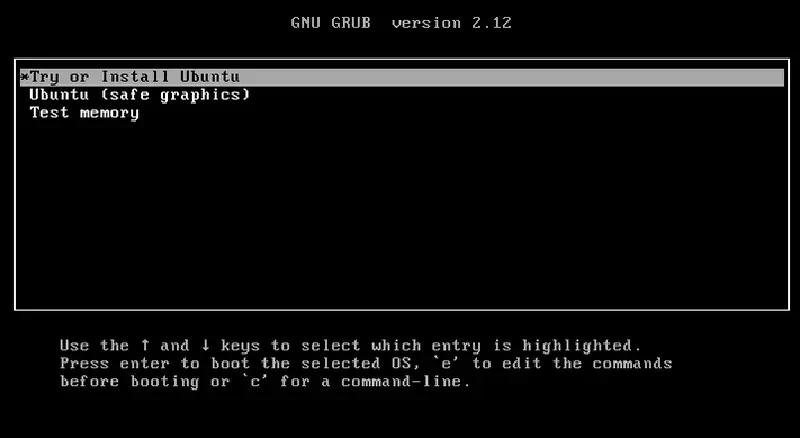 GNU GRUB  version 2.12
*Try or Install Ubuntu
Ubuntu (safe graphics)
Test memory
Use the ↑ and ↓ keys to select which entry is highlighted.
Press enter to boot the selected OS, `e' to edit the commands
before booting or `c' for a command-line.